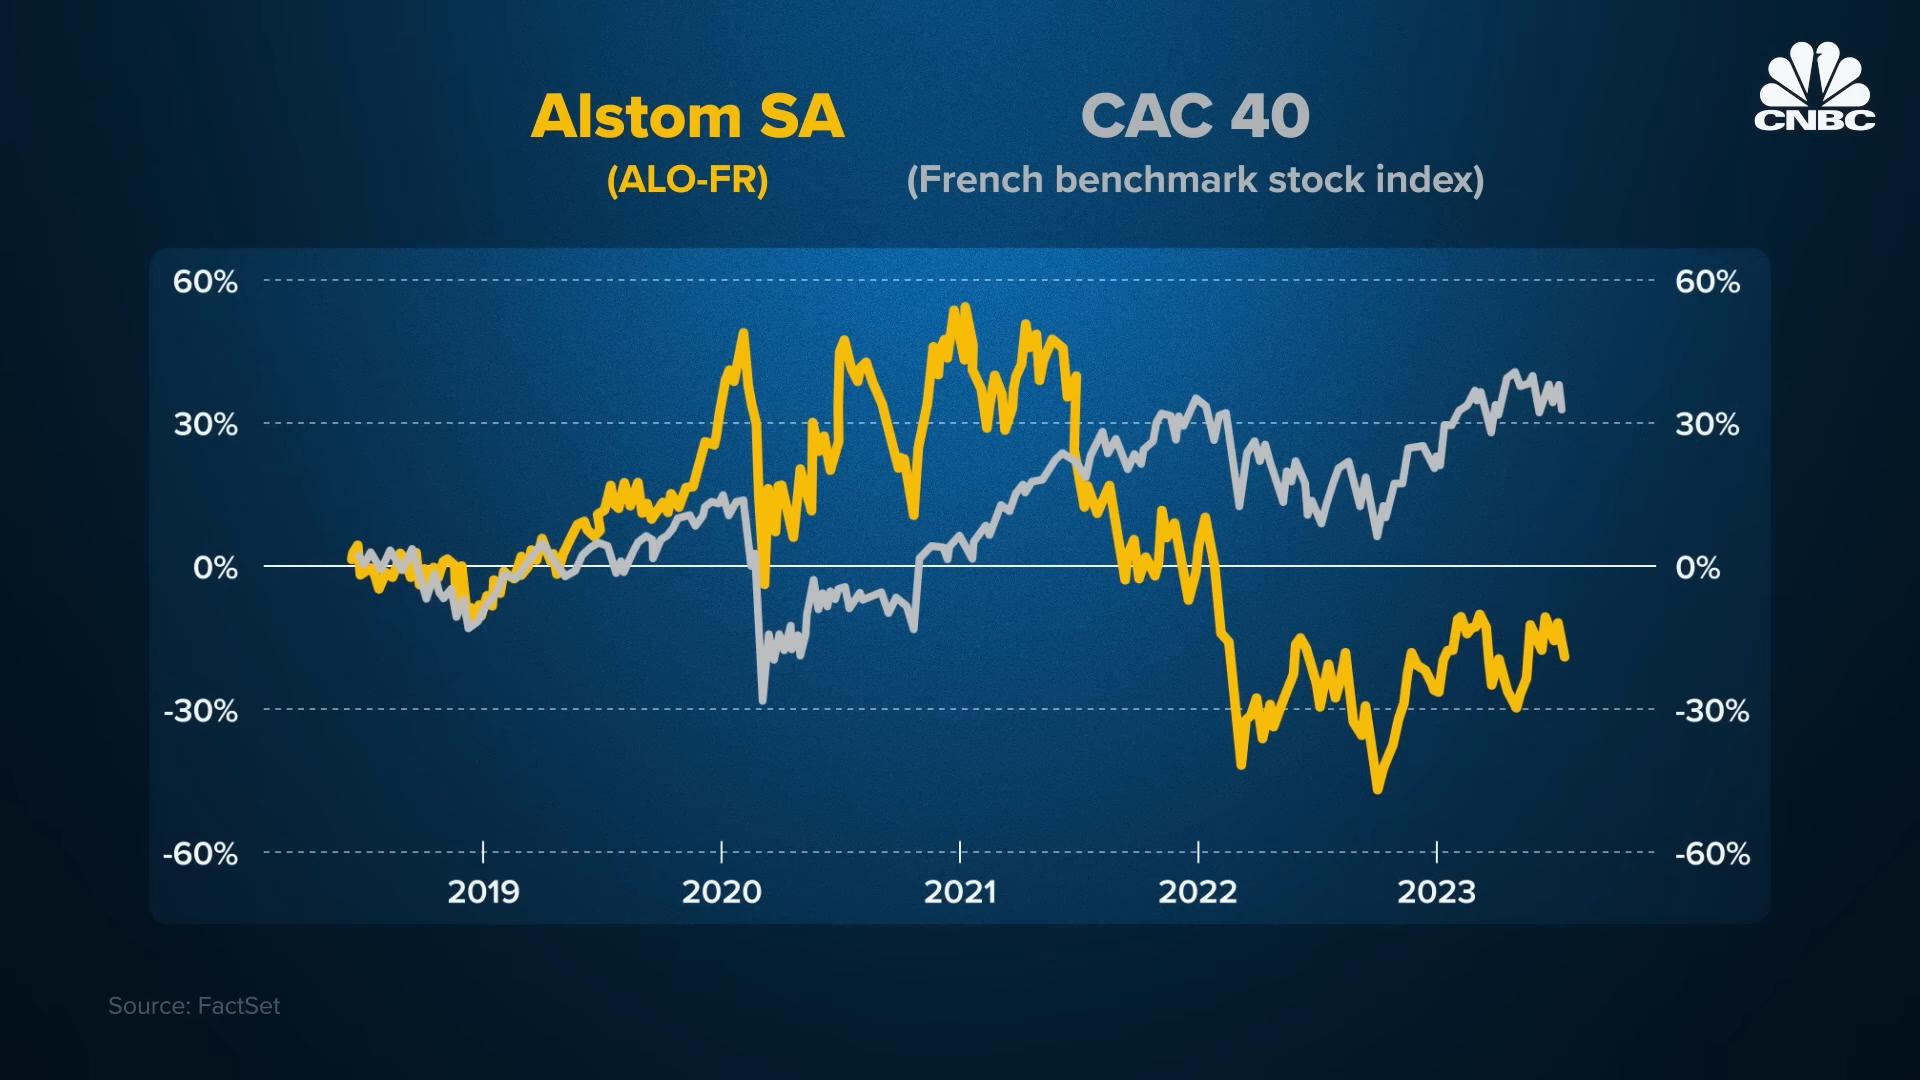 Alstom SA
(ALO-FR)
CAC 40
(French benchmark stock index)
CNBC
60%
60%
30%
30%
0%
0%
-30%
-30%
-60%
-60%
2019
2020
2021
2022
2023
Source: FactSet